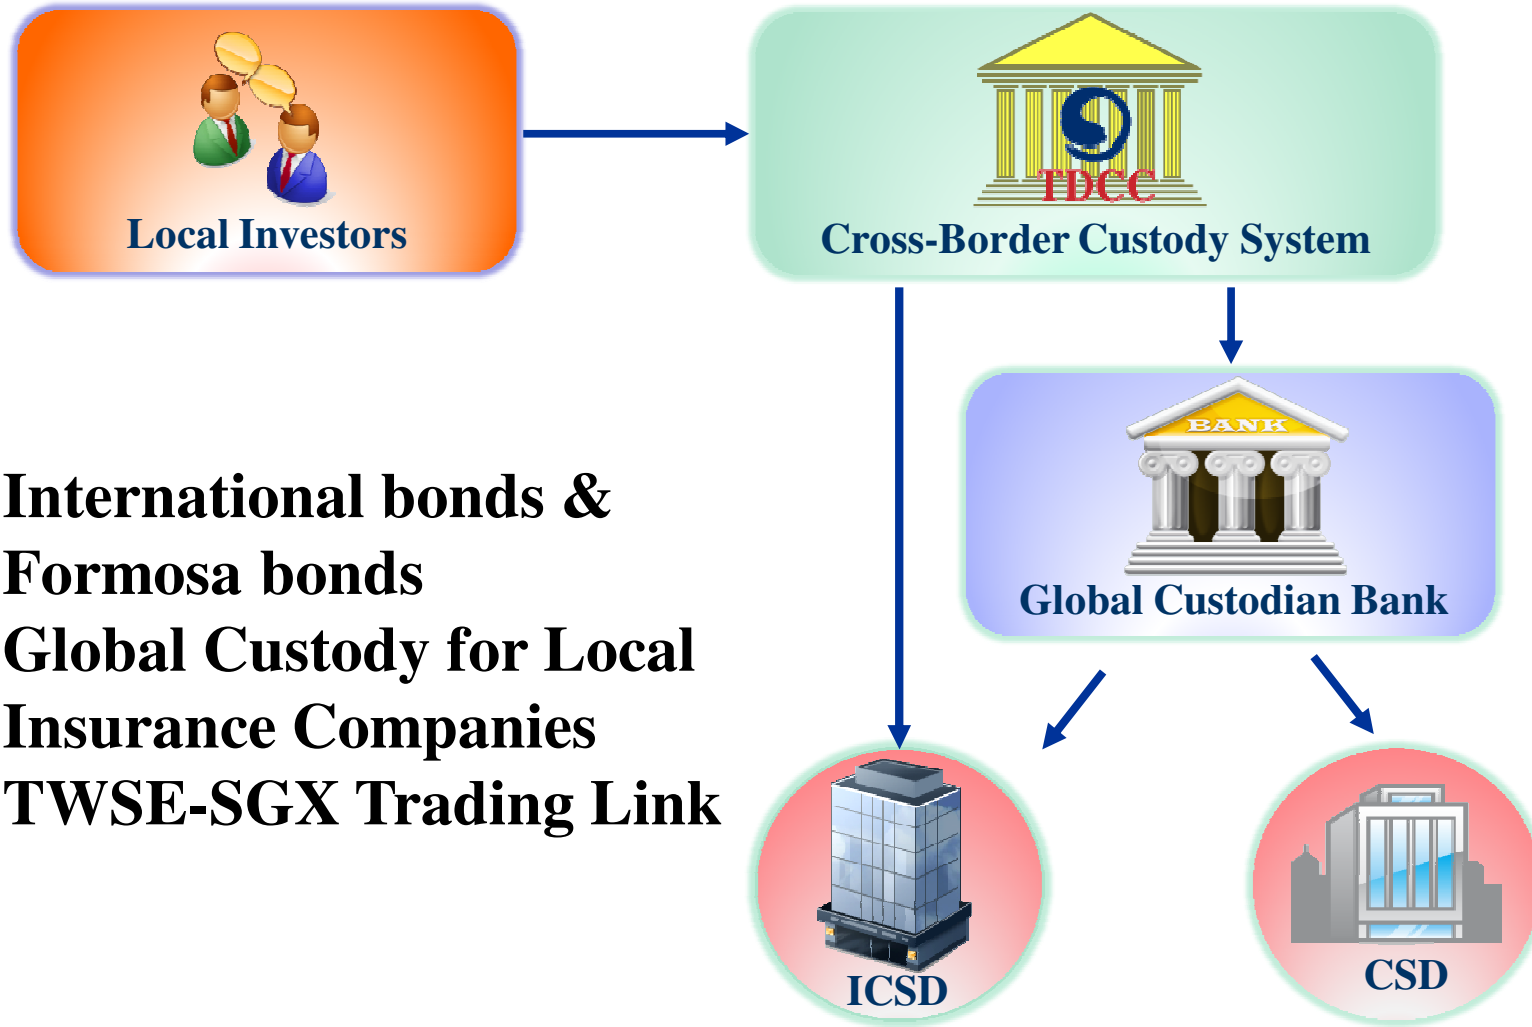 TDCC
Local Investors
Cross-Border Custody System
BANK
Global Custodian Bank
International bonds &
Formosa bonds
Global Custody for Local
Insurance Companies
TWSE-SGX Trading Link
ICSD
CSD